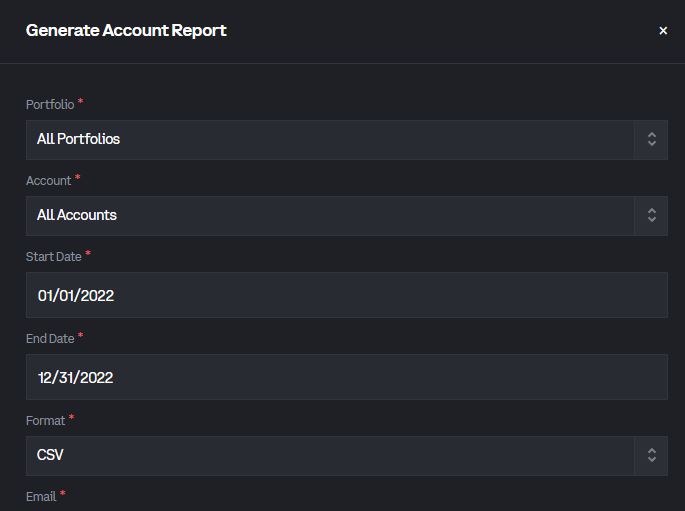 Generate Account Report ×
Portfolio *
All Portfolios
Account *
All Accounts
Start Date *
01/01/2022
End Date *
12/31/2022
Format *
CSV
Email *